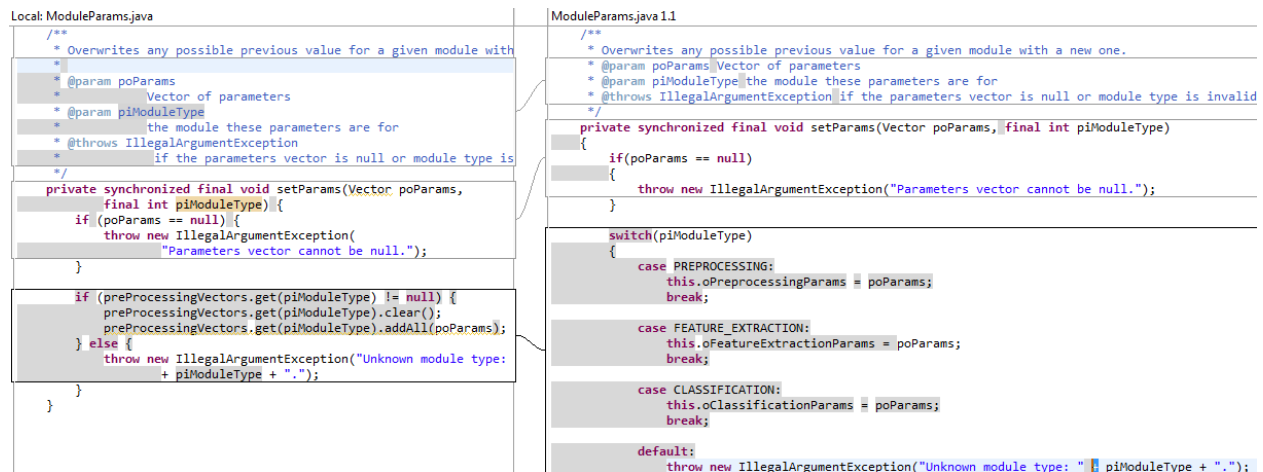 Local: ModuleParams.java
/**
* Overwrites any possible previous value for a given module with
*
* @param poParams
* Vector of parameters
* @param piModuleType
* the module these parameters are for
* @throws IllegalArgumentException
* if the parameters vector is null or module type is
*/
private synchronized final void setParams(Vector poParams,
final int piModuleType) {
if (poParams == null) {
throw new IllegalArgumentException(
"Parameters vector cannot be null.");
}
if (preProcessingVectors.get(piModuleType) != null) {
preProcessingVectors.get(piModuleType).clear();
preProcessingVectors.get(piModuleType).addAll(poParams);
} else {
throw new IllegalArgumentException("Unknown module type:
+ piModuleType + ".");
}
}
ModuleParams.java 1.1
/**
* Overwrites any possible previous value for a given module with a new one.
* @param poParams Vector of parameters
* @param piModuleType the module these parameters are for
* @throws IllegalArgumentException if the parameters vector is null or module type is invalid
*/
private synchronized final void setParams(Vector poParams, final int piModuleType)
{
if(poParams == null)
{
throw new IllegalArgumentException("Parameters vector cannot be null.");
}
switch(piModuleType)
{
case PREPROCESSING:
this.oPreprocessingParams = poParams;
break;
case FEATURE_EXTRACTION:
this.oFeatureExtractionParams = poParams;
break;
case CLASSIFICATION:
this.oClassificationParams = poParams;
break;
default:
throw new IllegalArgumentException("Unknown module type: " + piModuleType + ".");